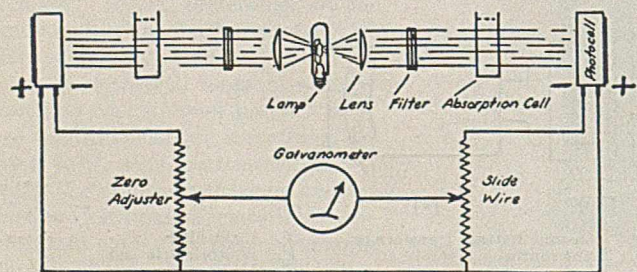 Photocell
+ -
- +
Lamp Lens Filter Absorption Cell
Galvanometer
Zero
Adjuster
Slide
Wire